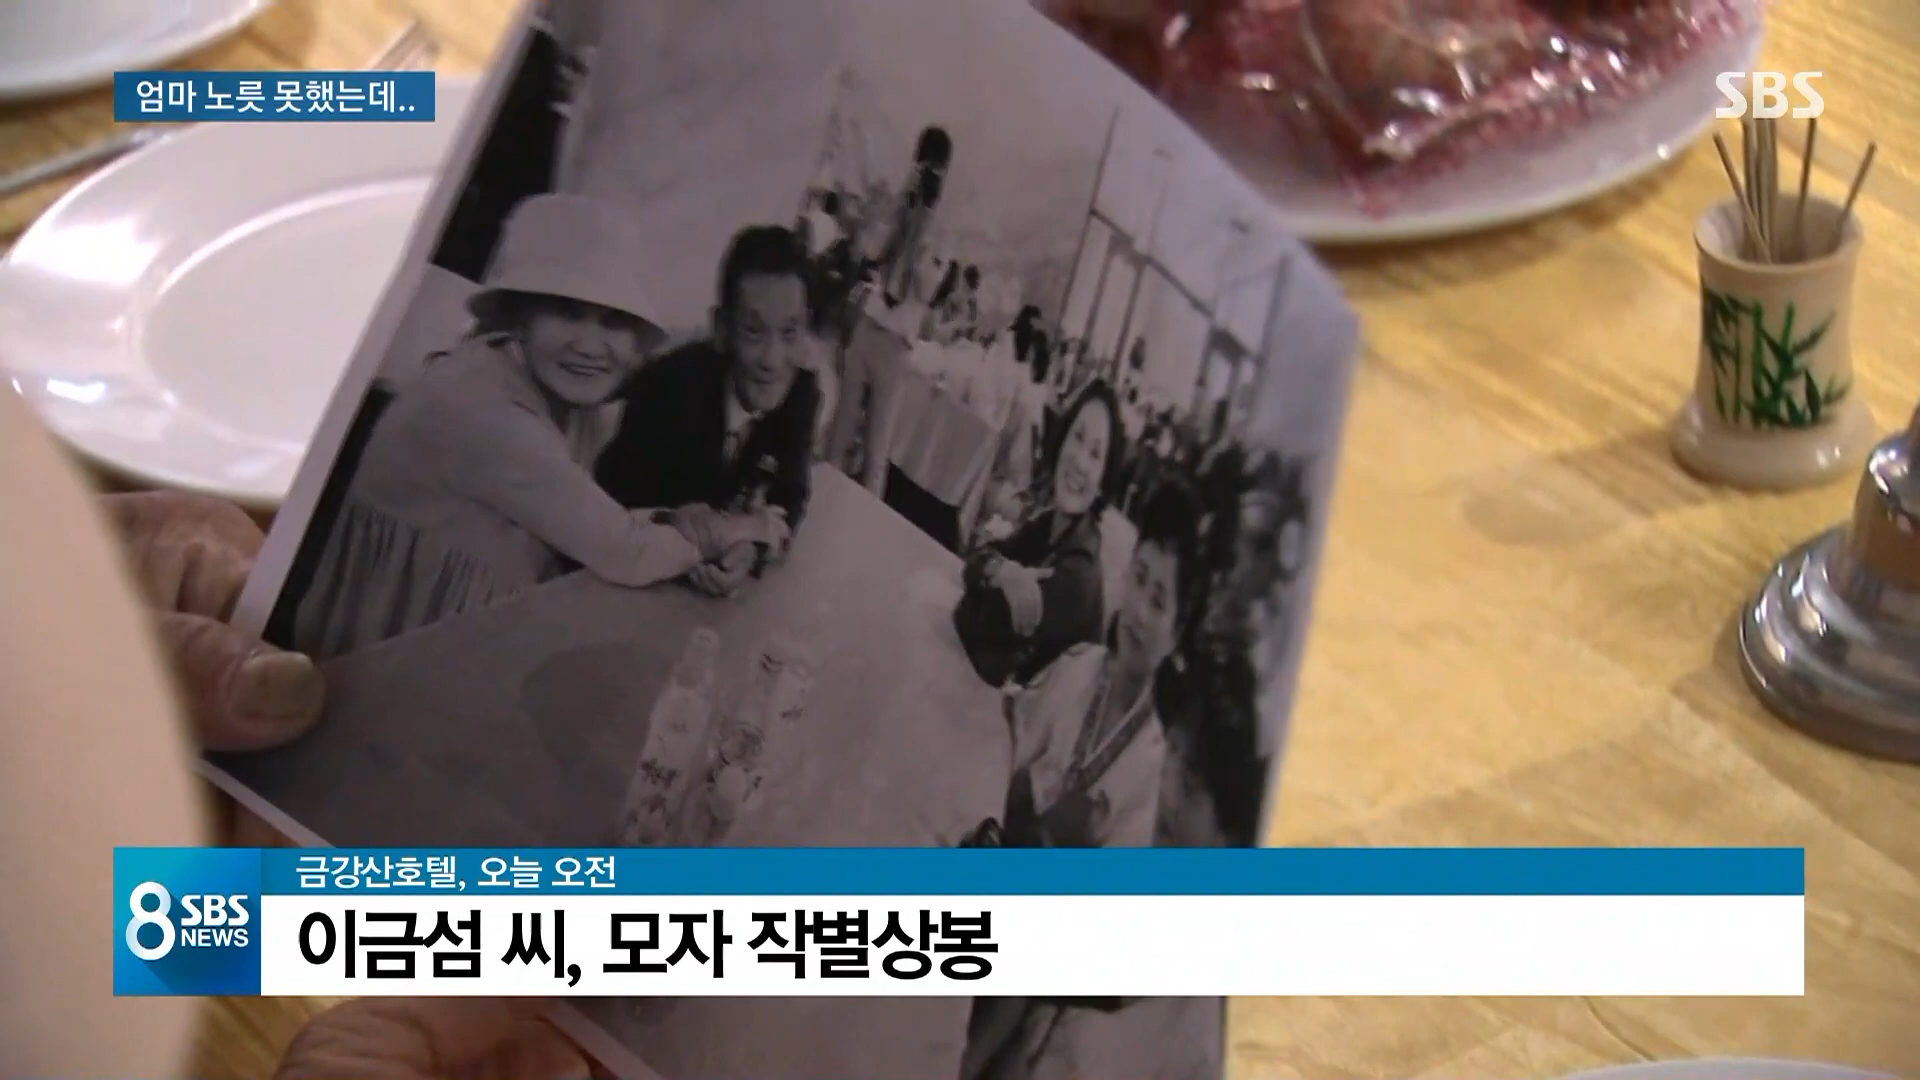 엄마 노릇 못했는데..
SBS
금강산호텔, 오늘 오전
8 SBS NEWS
이금섬 씨, 모자 작별상봉